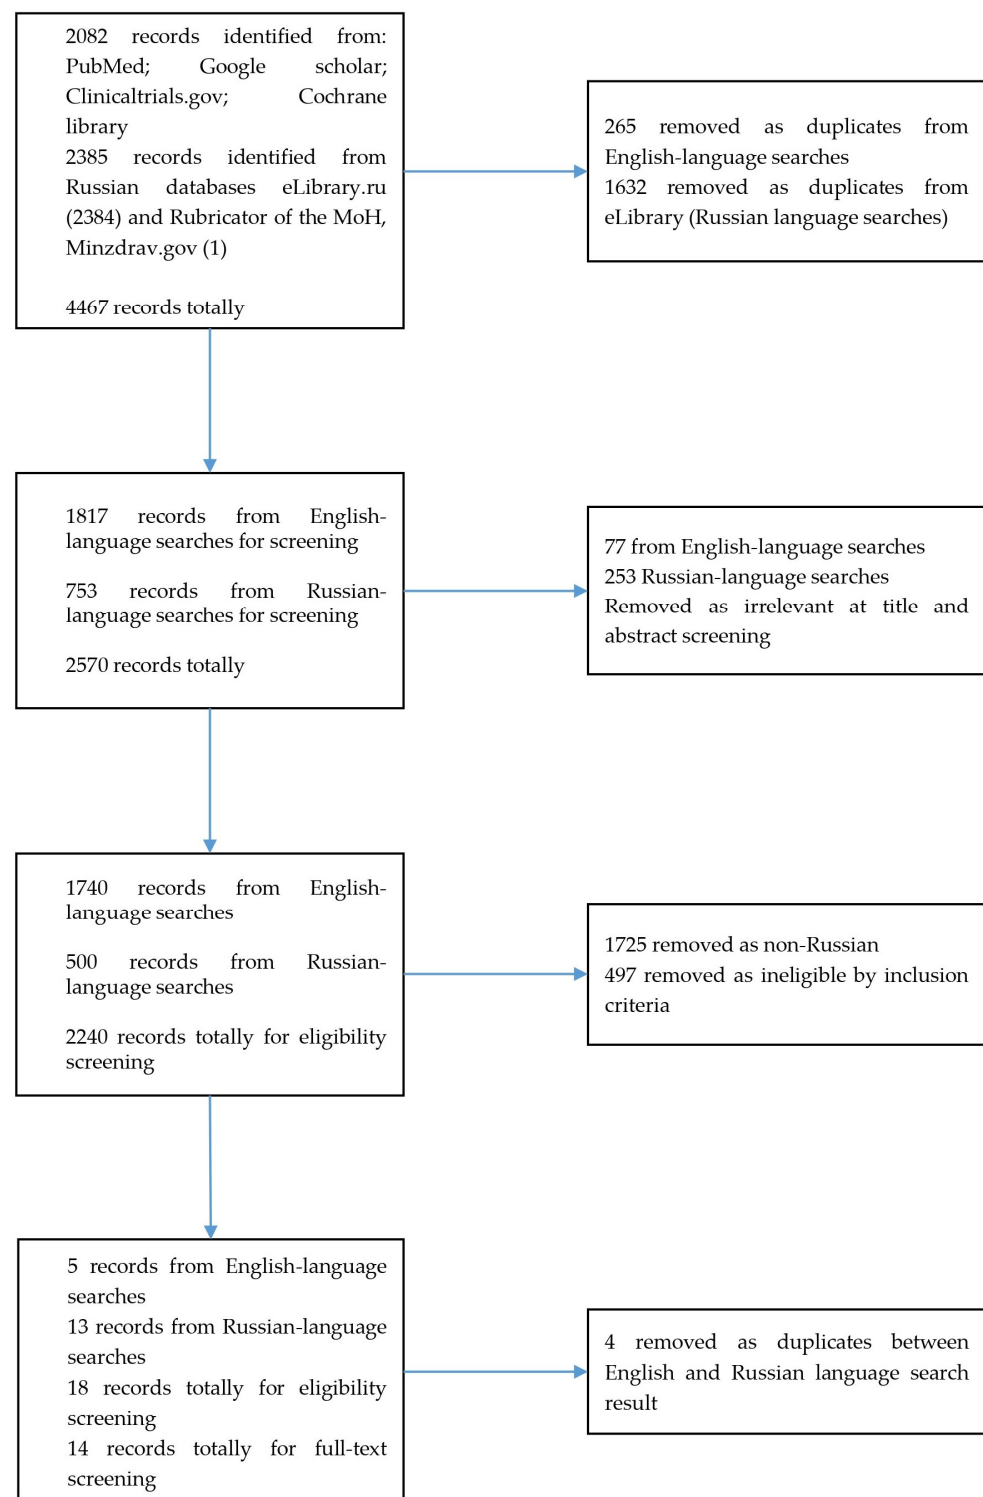 2082 records identified from:
PubMed; Google scholar;
Clinicaltrials.gov; Cochrane
library
2385 records identified from
Russian databases eLibrary.ru
(2384) and Rubricator of the MoH,
Minzdrav.gov (1)
4467 records totally
265 removed as duplicates from
English-language searches
1632 removed as duplicates from
eLibrary (Russian language searches)
1817 records from English-
language searches for screening
753 records from Russian-
language searches for screening
2570 records totally
77 from English-language searches
253 Russian-language searches
Removed as irrelevant at title and
abstract screening
1740 records from English-
language searches
500 records from Russian-
language searches
2240 records totally for eligibility
screening
1725 removed as non-Russian
497 removed as ineligible by inclusion
criteria
5 records from English-language
searches
13 records from Russian-language
searches
18 records totally for eligibility
screening
14 records totally for full-text
screening
4 removed as duplicates between
English and Russian language search
result